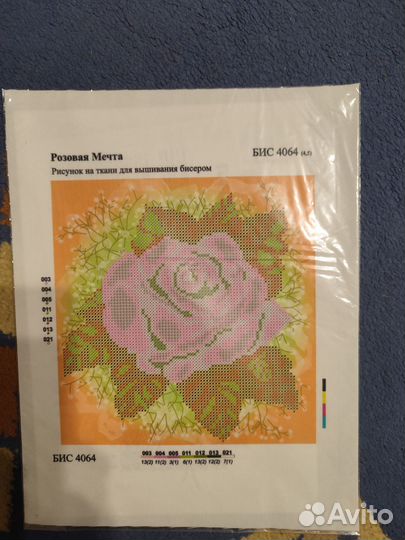 Розовая Мечта БИС 4064 (4,5)
Рисунок на ткани для вышивания бисером
003
004
005
011
012
013
021
БИС 4064
003 004 005 011 012 013 021
13(2) 11(2) 3(1) 6(1) 13(2) 12(2) 7(1)
Avito